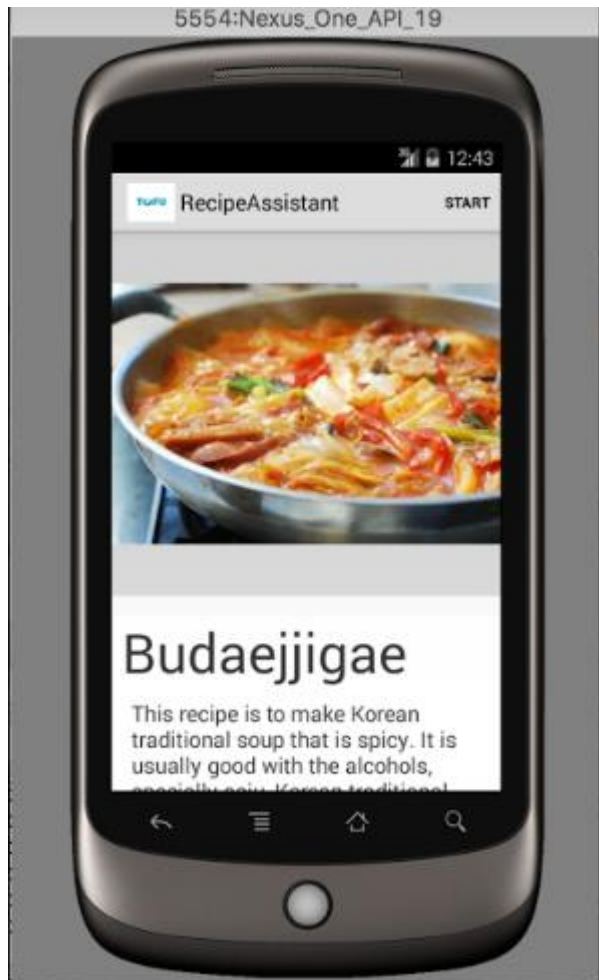 5554:Nexus_One_API_19
3G 12:43
RecipeAssistant
START
Budaejjigae
This recipe is to make Korean
traditional soup that is spicy. It is
usually good with the alcohols,